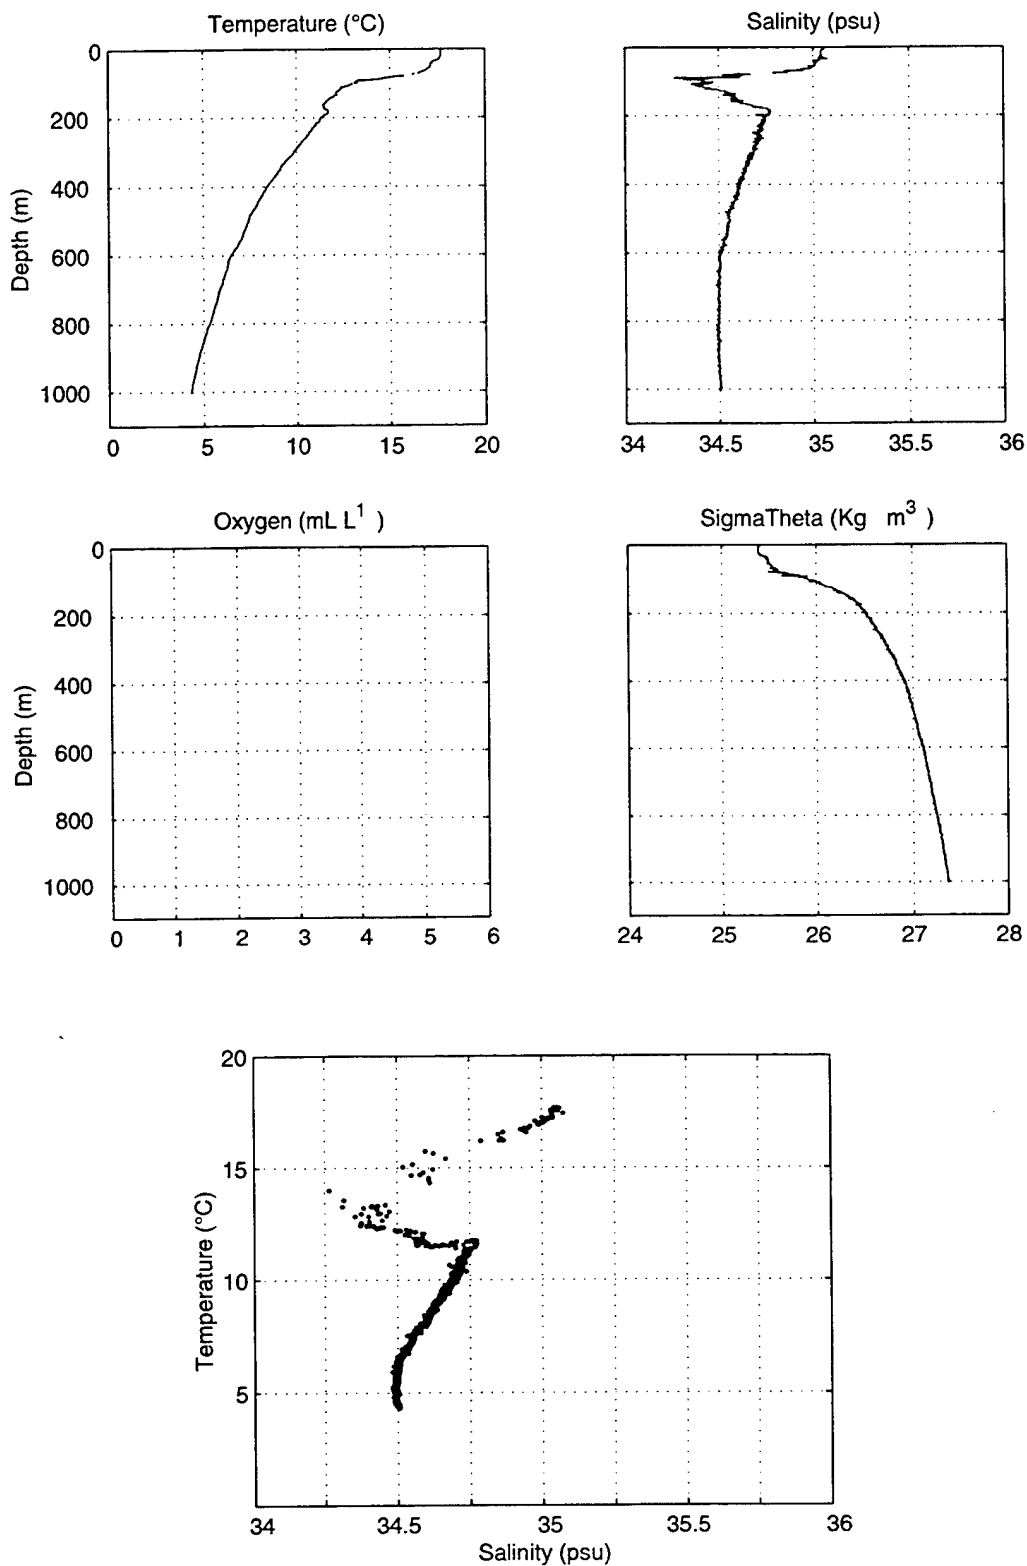 Temperature (°C)
0
200
400
600
800
1000
Depth (m)
0 5 10 15 20
Salinity (psu)
34 34.5 35 35.5 36
Oxygen (mL L¹ )
0
200
400
600
800
1000
Depth (m)
0 1 2 3 4 5 6
SigmaTheta (Kg m³ )
24 25 26 27 28
20
15
10
5
Temperature (°C)
34 34.5 35 35.5 36
Salinity (psu)